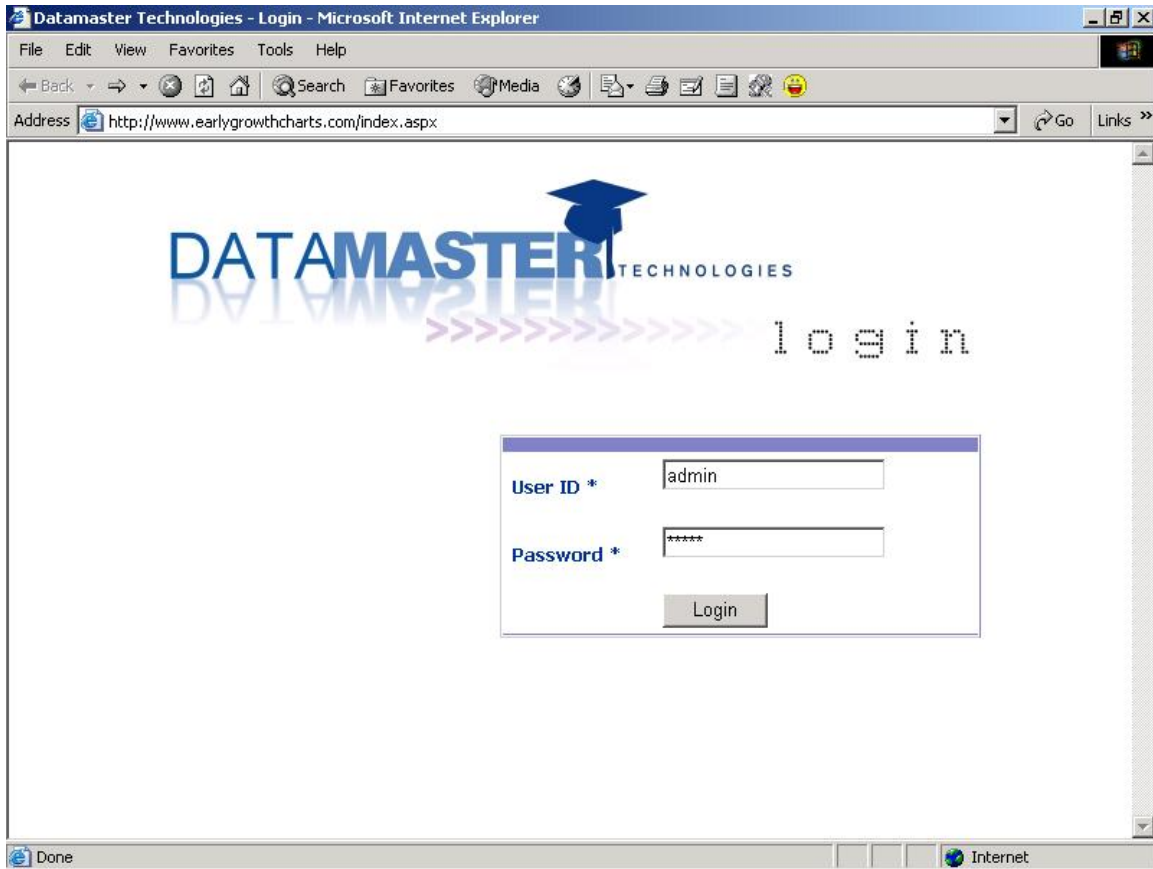 Datamaster Technologies - Login - Microsoft Internet Explorer
File Edit View Favorites Tools Help
Back Search Favorites Media
Address http://www.earlygrowthcharts.com/index.aspx Go Links »
DATAMASTER TECHNOLOGIES
>>>>>>>>>>>>> login
User ID * admin
Password * *****
Login
Done Internet